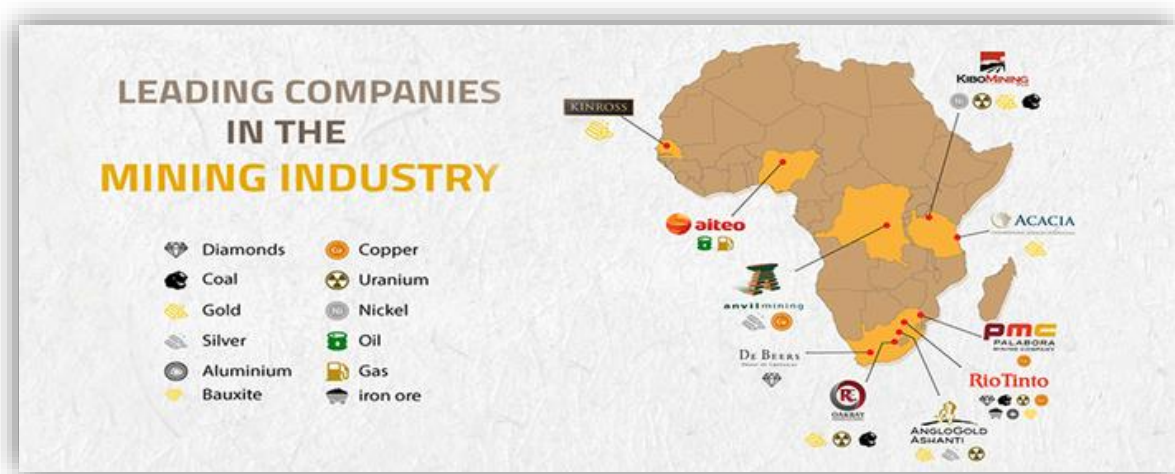 LEADING COMPANIES
IN THE
MINING INDUSTRY
Diamonds
Coal
Gold
Silver
Aluminium
Bauxite
Copper
Uranium
Nickel
Oil
Gas
iron ore
KINROSS
KIBOMINING
aiteo
ACACIA
anvilmining
DE BEERS
OAKBAY
ANGLOGOLD
ASHANTI
RioTinto
PMC
PALABORA
MINING COMPANY